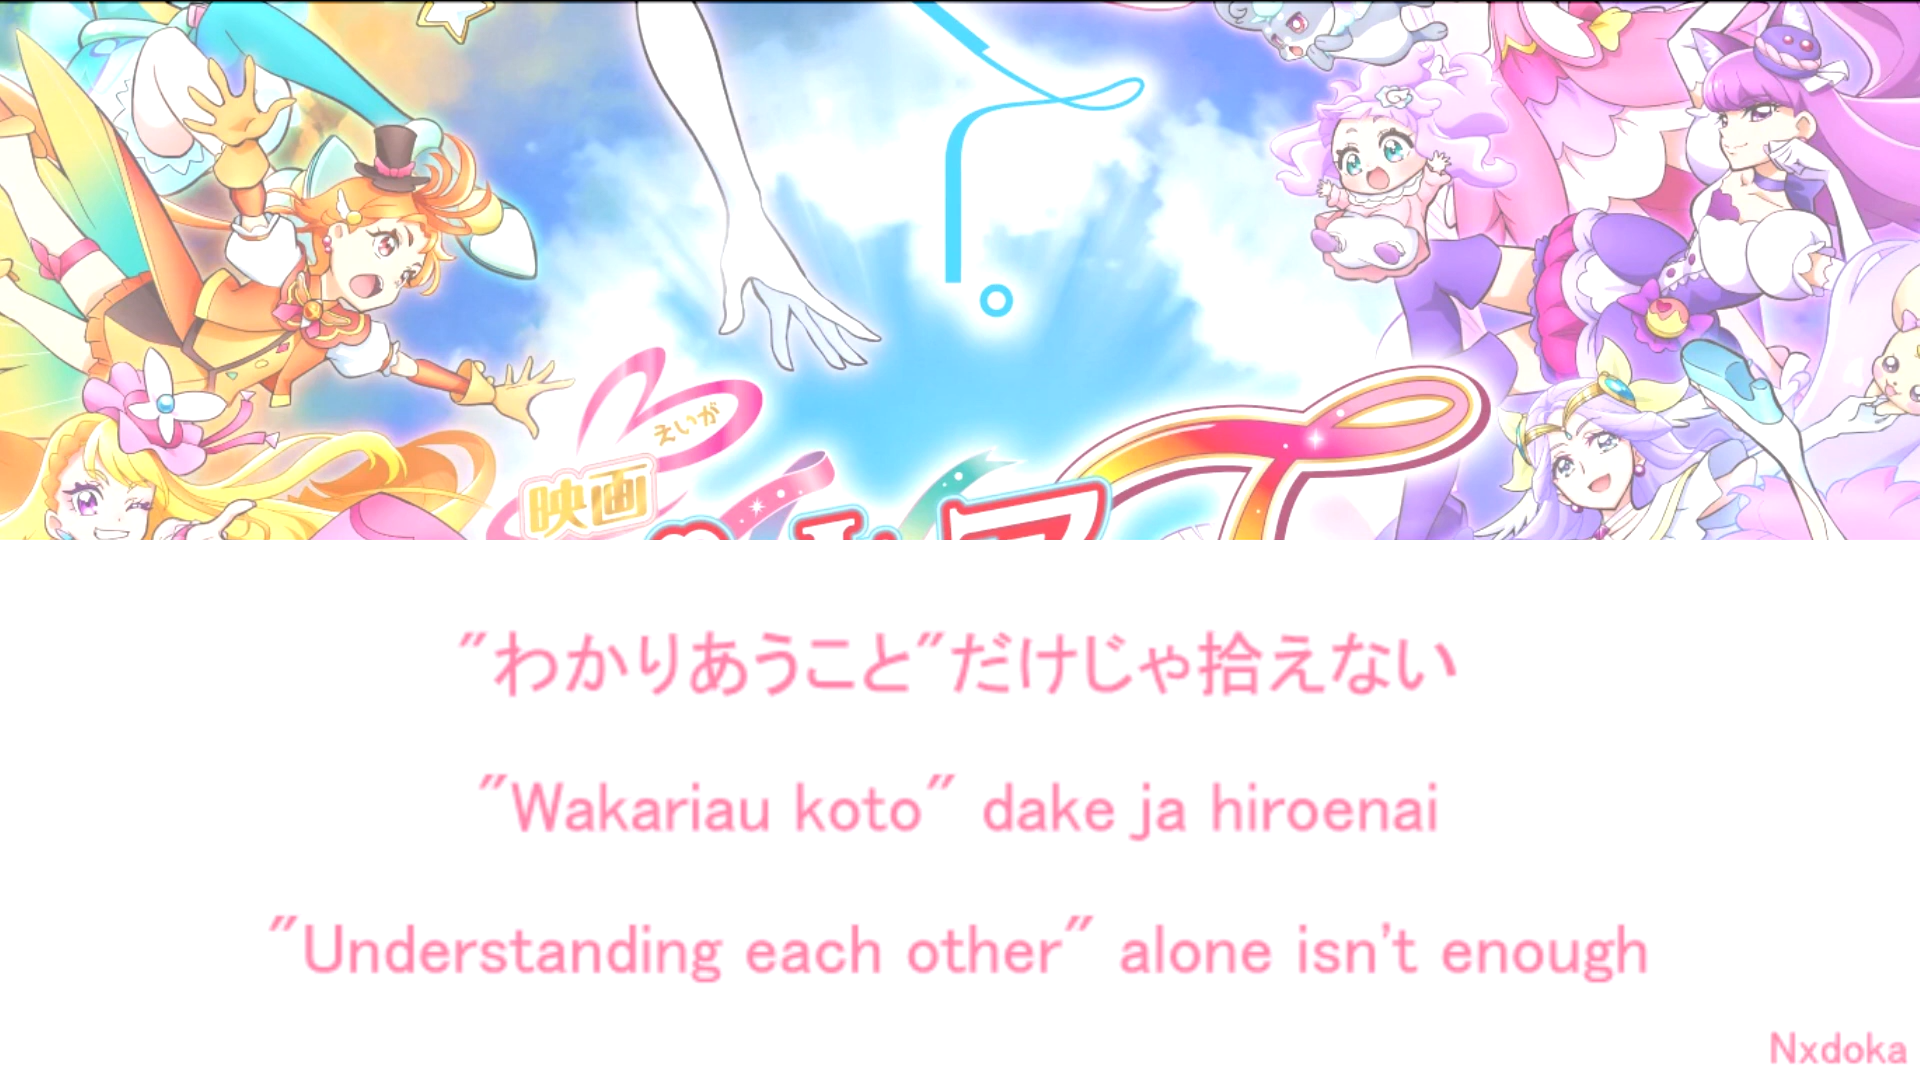 。
えいが
映画
"わかりあうこと"だけじゃ拾えない
"Wakariau koto" dake ja hiroenai
"Understanding each other" alone isn't enough
Nxdoka